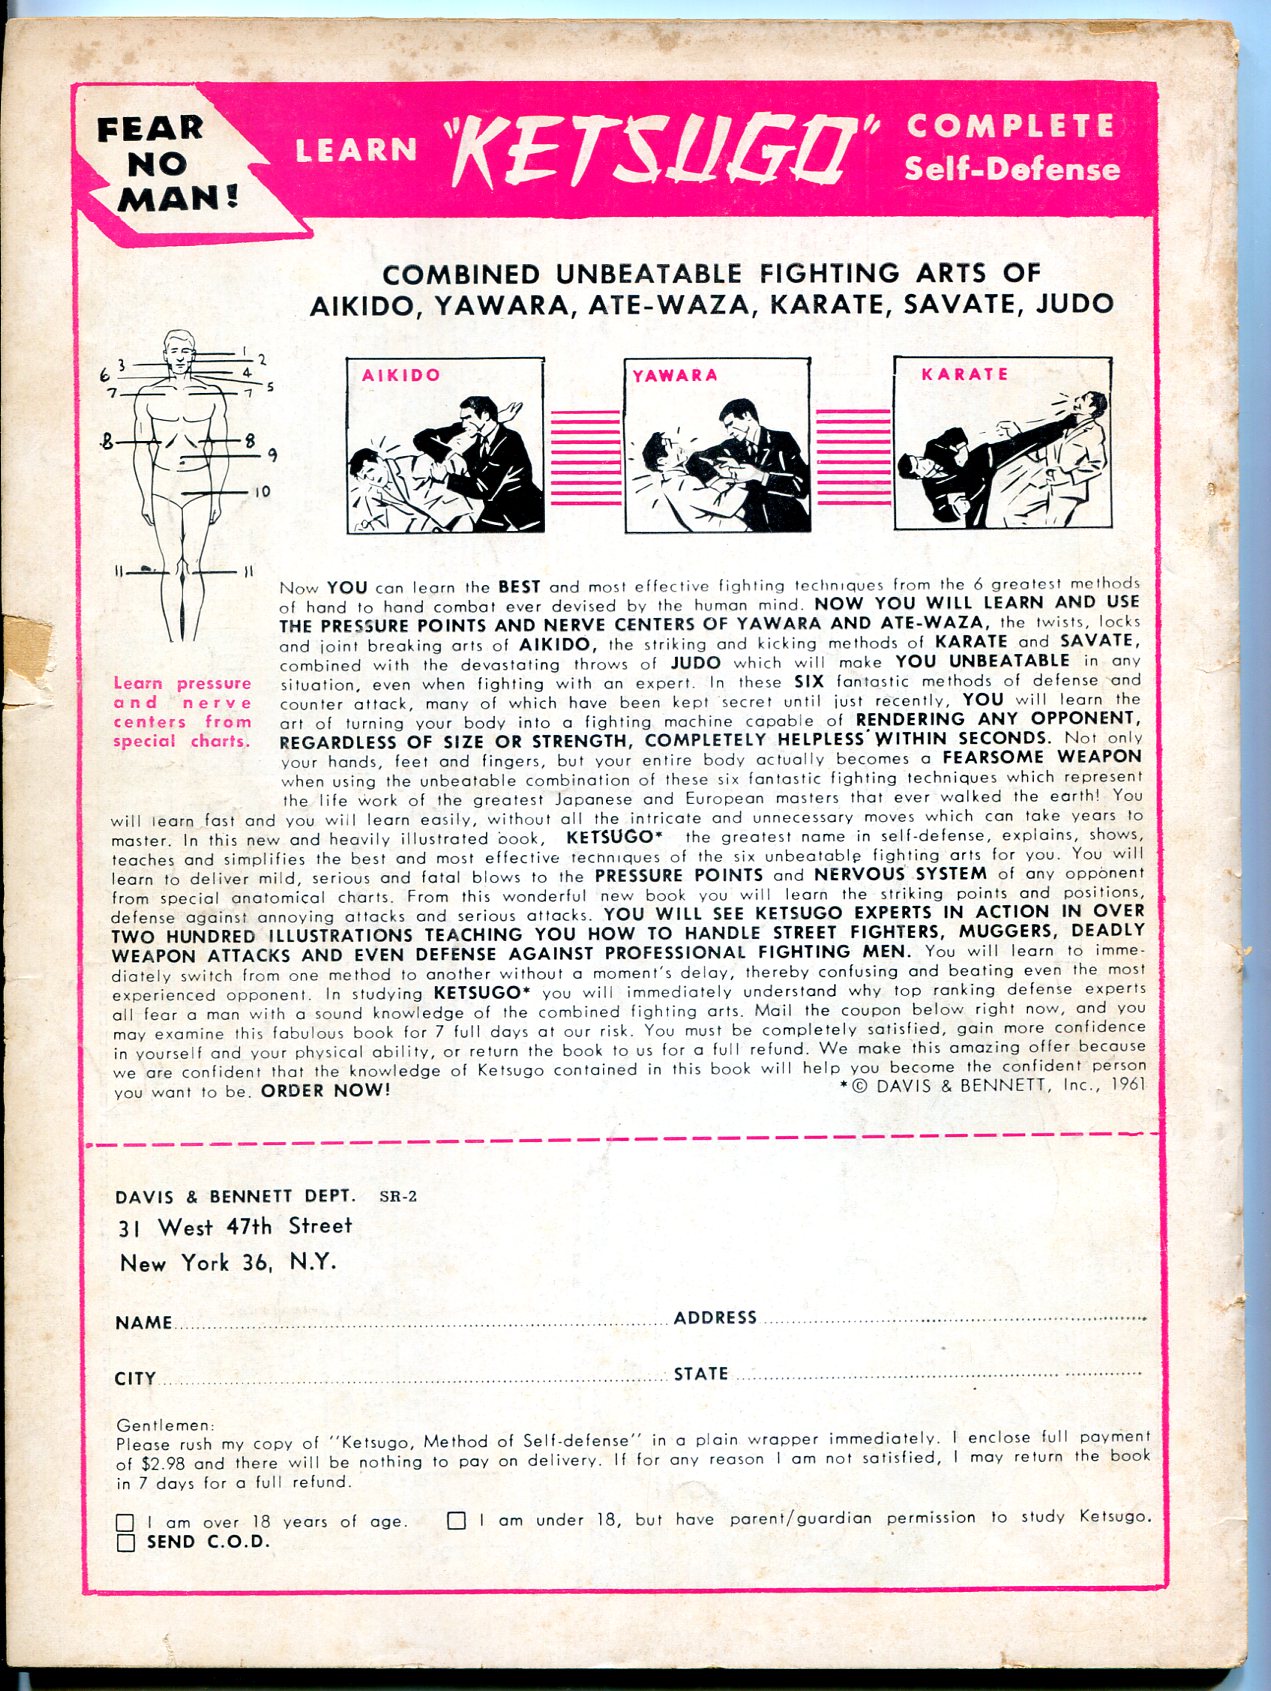 FEAR
NO
MAN!
LEARN "KETSUGO" COMPLETE
Self-Defense
COMBINED UNBEATABLE FIGHTING ARTS OF
AIKIDO, YAWARA, ATE-WAZA, KARATE, SAVATE, JUDO
1
2
3
4
5
6
7
7
8
8
9
10
11
11
AIKIDO
YAWARA
KARATE
Learn pressure
and nerve
centers from
special charts.
Now YOU can learn the BEST and most effective fighting techniques from the 6 greatest methods
of hand to hand combat ever devised by the human mind. NOW YOU WILL LEARN AND USE
THE PRESSURE POINTS AND NERVE CENTERS OF YAWARA AND ATE-WAZA, the twists, locks
and joint breaking arts of AIKIDO, the striking and kicking methods of KARATE and SAVATE,
combined with the devastating throws of JUDO which will make YOU UNBEATABLE in any
situation, even when fighting with an expert. In these SIX fantastic methods of defense and
counter attack, many of which have been kept secret until just recently, YOU will learn the
art of turning your body into a fighting machine capable of RENDERING ANY OPPONENT,
REGARDLESS OF SIZE OR STRENGTH, COMPLETELY HELPLESS WITHIN SECONDS. Not only
your hands, feet and fingers, but your entire body actually becomes a FEARSOME WEAPON
when using the unbeatable combination of these six fantastic fighting techniques which represent
the life work of the greatest Japanese and European masters that ever walked the earth! You
will learn fast and you will learn easily, without all the intricate and unnecessary moves which can take years to
master. In this new and heavily illustrated book, KETSUGO* the greatest name in self-defense, explains, shows,
teaches and simplifies the best and most effective techniques of the six unbeatable fighting arts for you. You will
learn to deliver mild, serious and fatal blows to the PRESSURE POINTS and NERVOUS SYSTEM of any opponent
from special anatomical charts. From this wonderful new book you will learn the striking points and positions,
defense against annoying attacks and serious attacks. YOU WILL SEE KETSUGO EXPERTS IN ACTION IN OVER
TWO HUNDRED ILLUSTRATIONS TEACHING YOU HOW TO HANDLE STREET FIGHTERS, MUGGERS, DEADLY
WEAPON ATTACKS AND EVEN DEFENSE AGAINST PROFESSIONAL FIGHTING MEN. You will learn to imme-
diately switch from one method to another without a moment's delay, thereby confusing and beating even the most
experienced opponent. In studying KETSUGO* you will immediately understand why top ranking defense experts
all fear a man with a sound knowledge of the combined fighting arts. Mail the coupon below right now, and you
may examine this fabulous book for 7 full days at our risk. You must be completely satisfied, gain more confidence
in yourself and your physical ability, or return the book to us for a full refund. We make this amazing offer because
we are confident that the knowledge of Ketsugo contained in this book will help you become the confident person
you want to be. ORDER NOW! *© DAVIS & BENNETT, Inc., 1961
DAVIS & BENNETT DEPT. SR-2
31 West 47th Street
New York 36, N.Y.
NAME ADDRESS
CITY STATE
Gentlemen:
Please rush my copy of "Ketsugo, Method of Self-defense" in a plain wrapper immediately. I enclose full payment
of $2.98 and there will be nothing to pay on delivery. If for any reason I am not satisfied, I may return the book
in 7 days for a full refund.
I am over 18 years of age. I am under 18, but have parent/guardian permission to study Ketsugo.
SEND C.O.D.